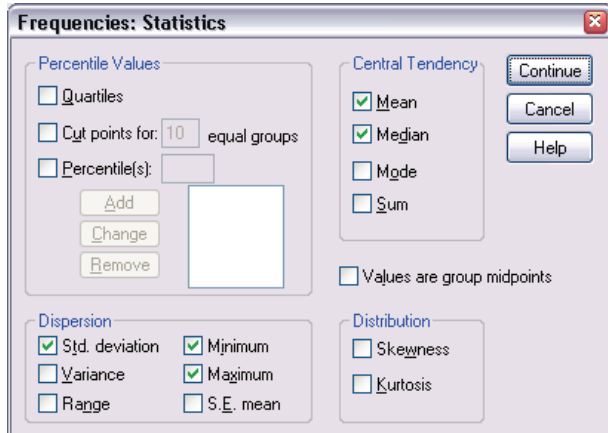 Frequencies: Statistics
Percentile Values
Quartiles
Cut points for: 10 equal groups
Percentile(s):
Add
Change
Remove
Central Tendency
Mean
Median
Mode
Sum
Continue
Cancel
Help
Values are group midpoints
Dispersion
Std. deviation Minimum
Variance Maximum
Range S.E. mean
Distribution
Skewness
Kurtosis